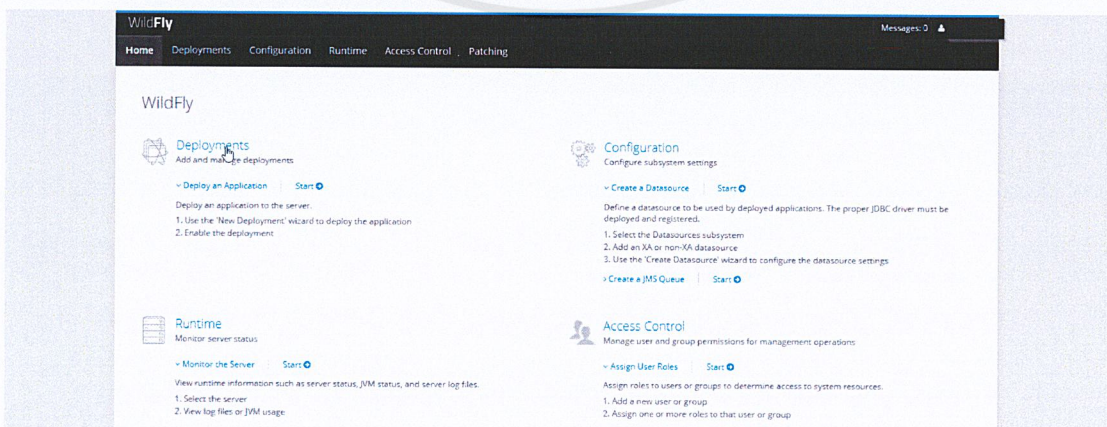 WildFly
Messages: 0
Home Deployments Configuration Runtime Access Control Patching
WildFly
Deployments
Add and manage deployments
Deploy an Application Start
Deploy an application to the server.
1. Use the 'New Deployment' wizard to deploy the application
2. Enable the deployment
Configuration
Configure subsystem settings
Create a Datasource Start
Define a datasource to be used by deployed applications. The proper JDBC driver must be
deployed and registered.
1. Select the Datasources subsystem
2. Add an XA or non-XA datasource
3. Use the 'Create Datasource' wizard to configure the datasource settings
Create a JMS Queue Start
Runtime
Monitor server status
Monitor the Server Start
View runtime information such as server status, JVM status, and server log files.
1. Select the server
2. View log files or JVM usage
Access Control
Manage user and group permissions for management operations
Assign User Roles Start
Assign roles to users or groups to determine access to system resources.
1. Add a new user or group
2. Assign one or more roles to that user or group